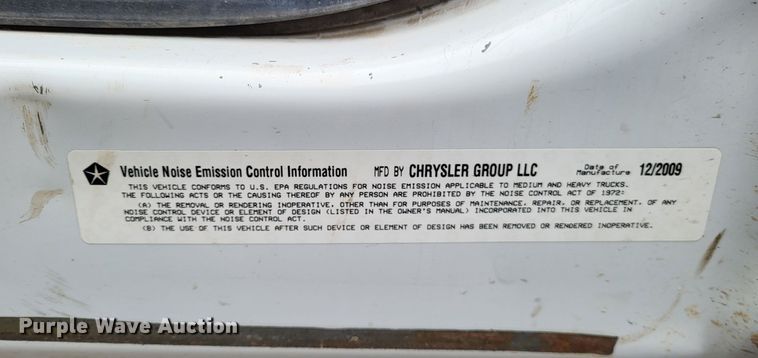 Vehicle Noise Emission Control Information MFD BY CHRYSLER GROUP LLC Date of Manufacture 12/2009
THIS VEHICLE CONFORMS TO U.S. EPA REGULATIONS FOR NOISE EMISSION APPLICABLE TO MEDIUM AND HEAVY TRUCKS.
THE FOLLOWING ACTS OR THE CAUSING THEREOF BY ANY PERSON ARE PROHIBITED BY THE NOISE CONTROL ACT OF 1972:
(A) THE REMOVAL OR RENDERING INOPERATIVE, OTHER THAN FOR PURPOSES OF MAINTENANCE, REPAIR, OR REPLACEMENT, OF ANY
NOISE CONTROL DEVICE OR ELEMENT OF DESIGN (LISTED IN THE OWNER'S MANUAL) INCORPORATED INTO THIS VEHICLE IN
COMPLIANCE WITH THE NOISE CONTROL ACT.
(B) THE USE OF THIS VEHICLE AFTER SUCH DEVICE OR ELEMENT OF DESIGN HAS BEEN REMOVED OR RENDERED INOPERATIVE.
Purple Wave Auction